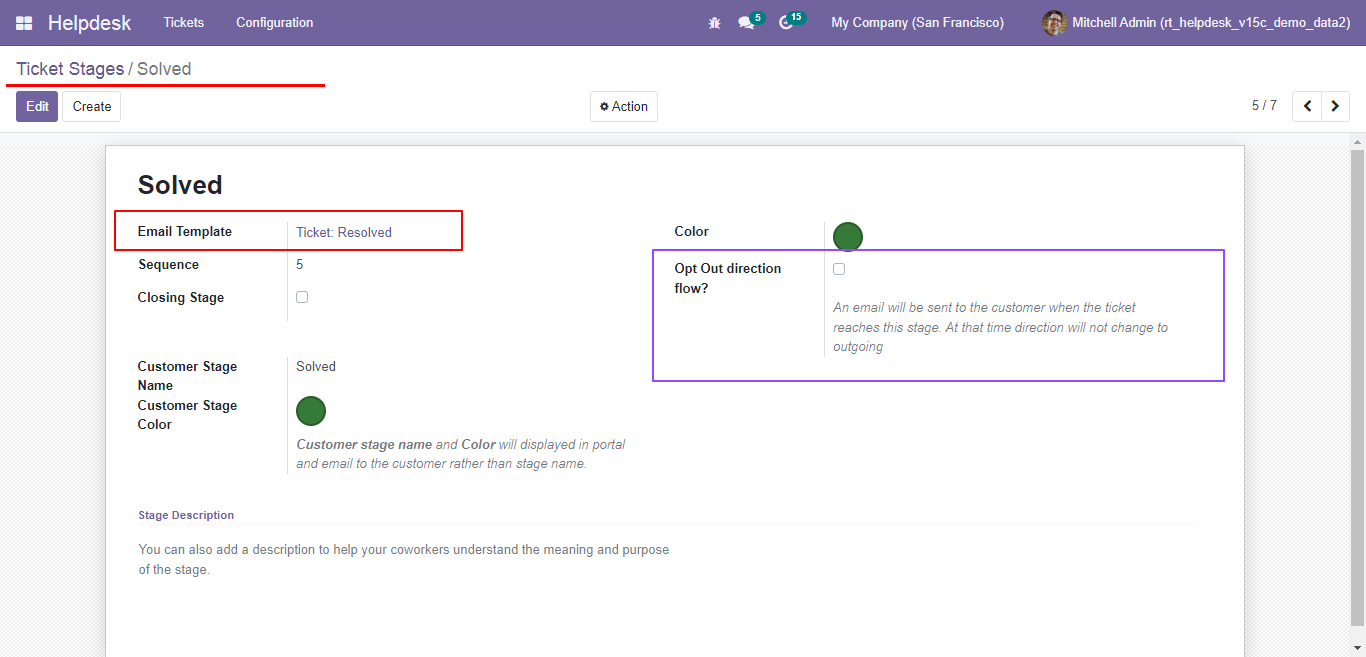 Helpdesk Tickets Configuration 5 15 My Company (San Francisco) Mitchell Admin (rt_helpdesk_v15c_demo_data2)
Ticket Stages / Solved
Edit Create Action 5 / 7
Solved
Email Template Ticket: Resolved
Sequence 5
Closing Stage
Color
Opt Out direction
flow?
An email will be sent to the customer when the ticket
reaches this stage. At that time direction will not change to
outgoing
Customer Stage Solved
Name
Customer Stage
Color
Customer stage name and Color will displayed in portal
and email to the customer rather than stage name.
Stage Description
You can also add a description to help your coworkers understand the meaning and purpose
of the stage.